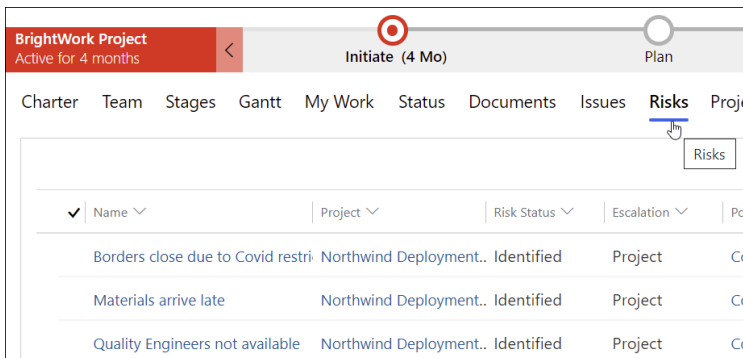 BrightWork Project
Active for 4 months
Initiate (4 Mo)
Plan
Charter Team Stages Gantt My Work Status Documents Issues Risks
Risks
Name Project Risk Status Escalation
Borders close due to Covid Northwind Deployment.. Identified Project
Materials arrive late Northwind Deployment.. Identified Project
Quality Engineers not available Northwind Deployment.. Identified Project